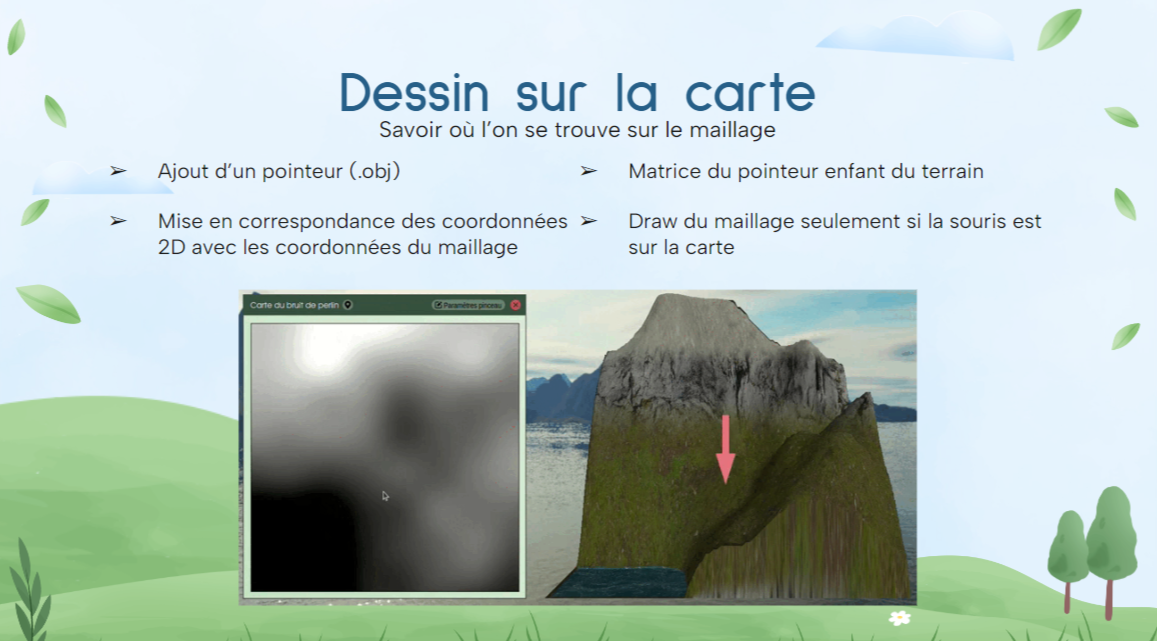 Dessin sur la carte
Savoir où l'on se trouve sur le maillage
➢ Ajout d'un pointeur (.obj)
➢ Mise en correspondance des coordonnées
2D avec les coordonnées du maillage
➢ Matrice du pointeur enfant du terrain
➢ Draw du maillage seulement si la souris est
sur la carte
Carte du bruit de perlin
Paramètres pinceau